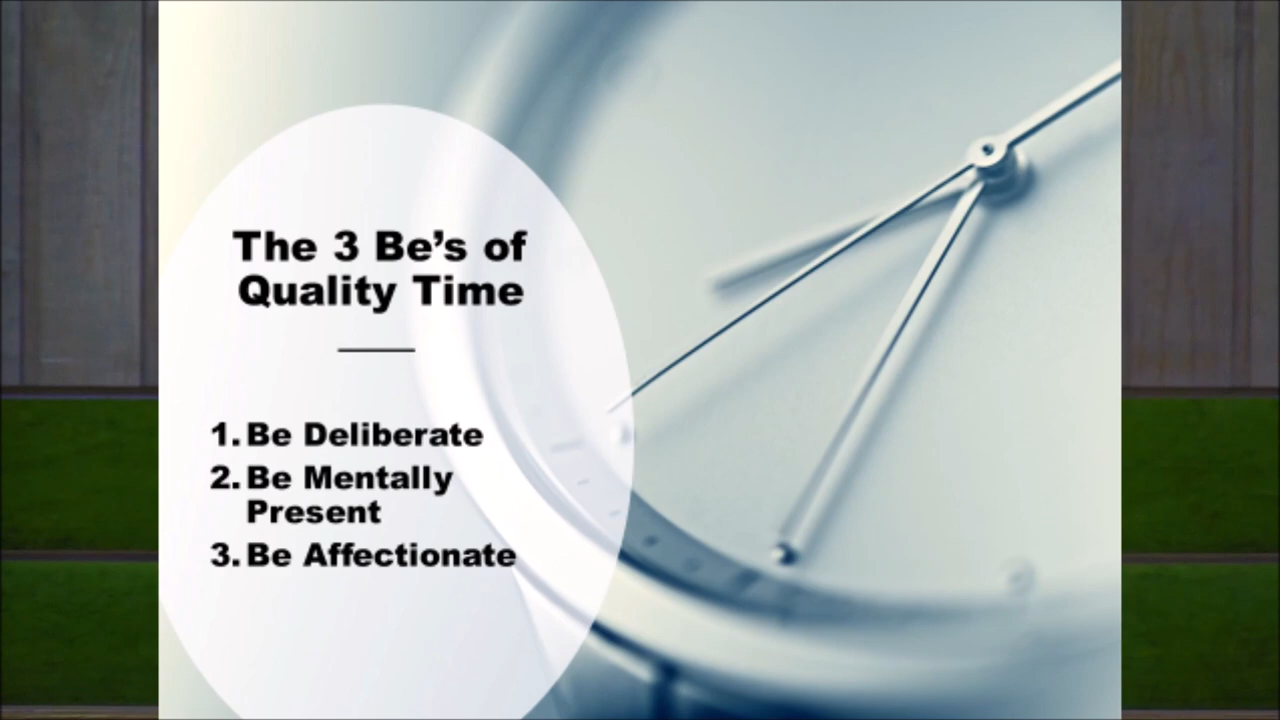 The 3 Be’s of
Quality Time
1. Be Deliberate
2. Be Mentally
Present
3. Be Affectionate